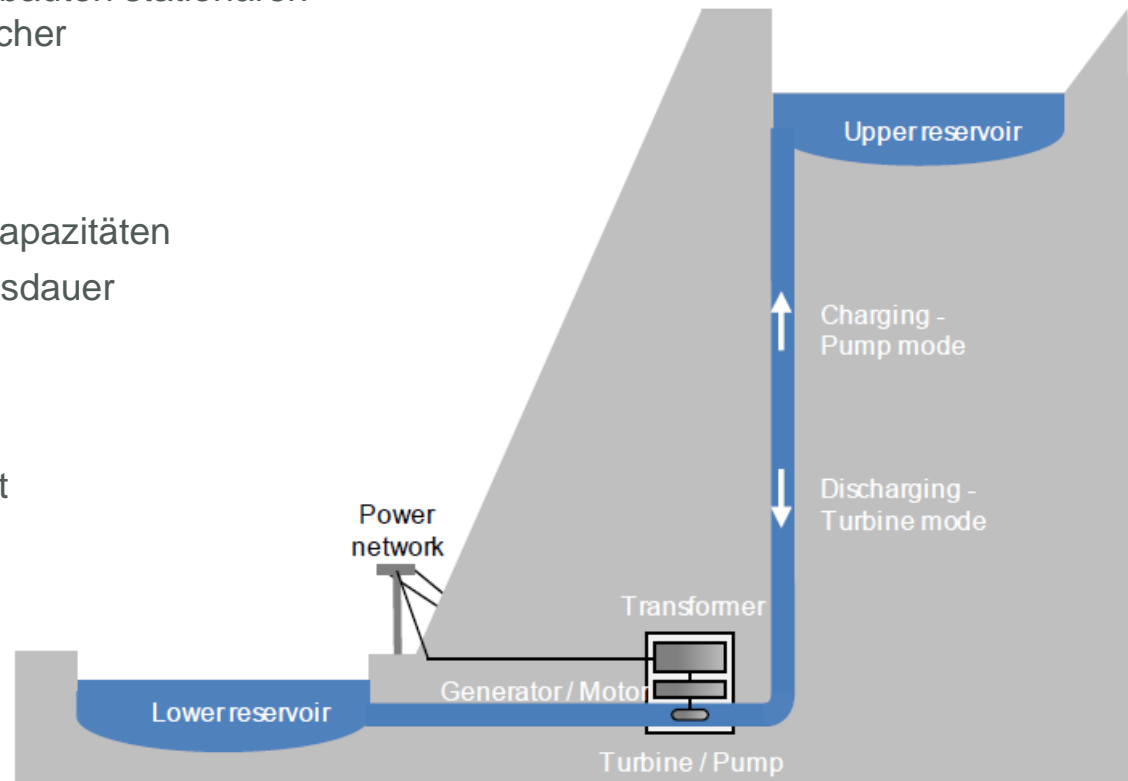 cher
apazitäten
sdauer
t
Upper reservoir
Charging -
Pump mode
Discharging -
Turbine mode
Power
network
Transformer
Generator / Motor
Lower reservoir
Turbine / Pump